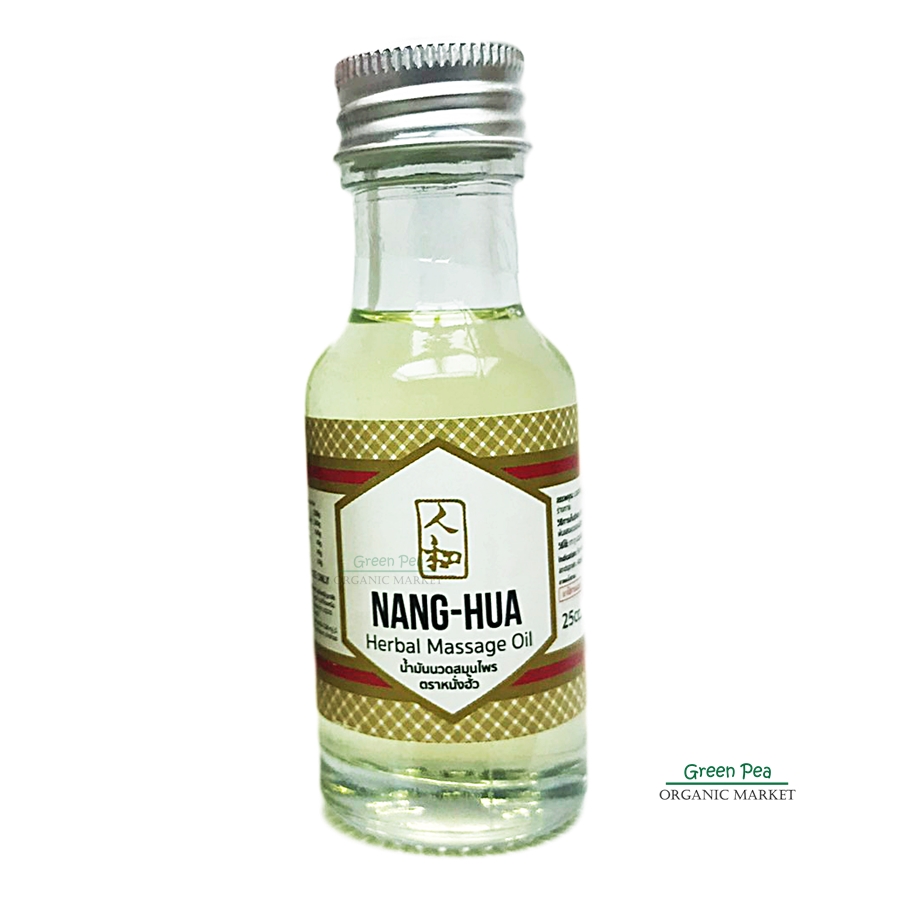 人
和
Green Pea
ORGANIC MARKET
NANG-HUA
Herbal Massage Oil
น้ำมันนวดสมุนไพร
ตราหนั่งฮั้ว
25cc.
Green Pea
ORGANIC MARKET